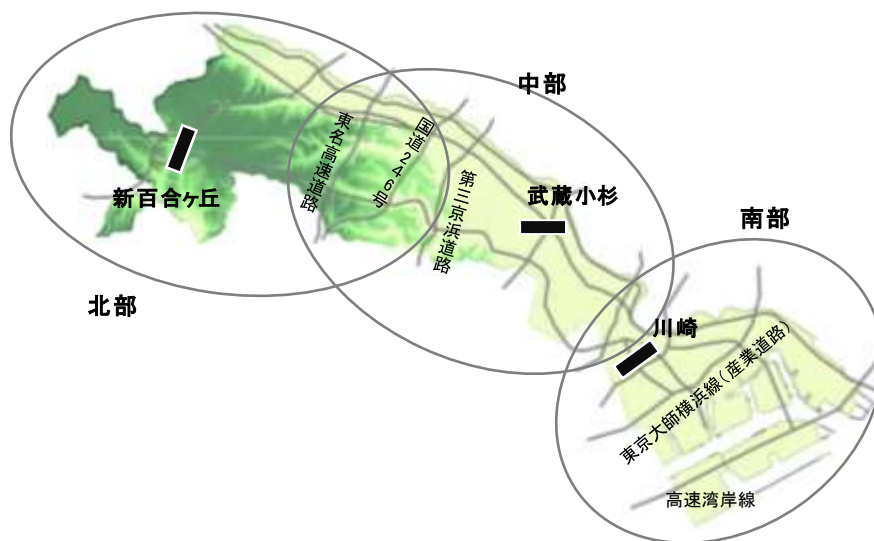 中部
東名高速道路
国道246号
第三京浜道路
新百合ヶ丘
武蔵小杉
南部
北部
川崎
東京大師横浜線(産業道路)
高速湾岸線